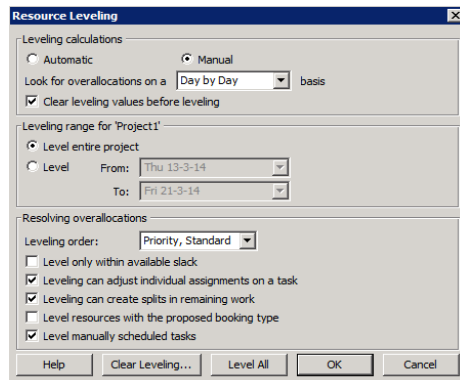 Resource Leveling
Leveling calculations
Automatic Manual
Look for overallocations on a Day by Day basis
Clear leveling values before leveling
Leveling range for 'Project1'
Level entire project
Level From: Thu 13-3-14
To: Fri 21-3-14
Resolving overallocations
Leveling order: Priority, Standard
Level only within available slack
Leveling can adjust individual assignments on a task
Leveling can create splits in remaining work
Level resources with the proposed booking type
Level manually scheduled tasks
Help Clear Leveling... Level All OK Cancel